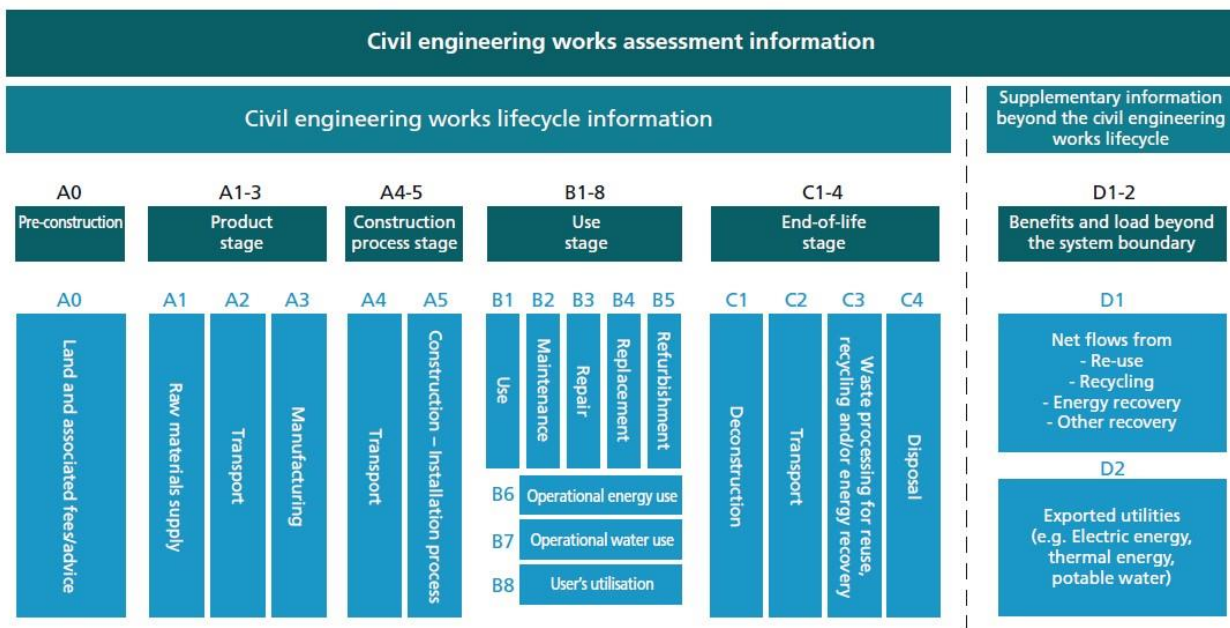 Civil engineering works assessment information
Civil engineering works lifecycle information
Supplementary information
beyond the civil engineering
works lifecycle
A0
Pre-construction
A1-3
Product
stage
A4-5
Construction
process stage
B1-8
Use
stage
C1-4
End-of-life
stage
D1-2
Benefits and load beyond
the system boundary
A0
Land and associated fees/advice
A1
Raw materials supply
A2
Transport
A3
Manufacturing
A4
Transport
A5
Construction – Installation process
B1
Use
B2
Maintenance
B3
Repair
B4
Replacement
B5
Refurbishment
B6
Operational energy use
B7
Operational water use
B8
User's utilisation
C1
Deconstruction
C2
Transport
C3
Waste processing for reuse,
recycling and/or energy recovery
C4
Disposal
D1
Net flows from
- Re-use
- Recycling
- Energy recovery
- Other recovery
D2
Exported utilities
(e.g. Electric energy,
thermal energy,
potable water)